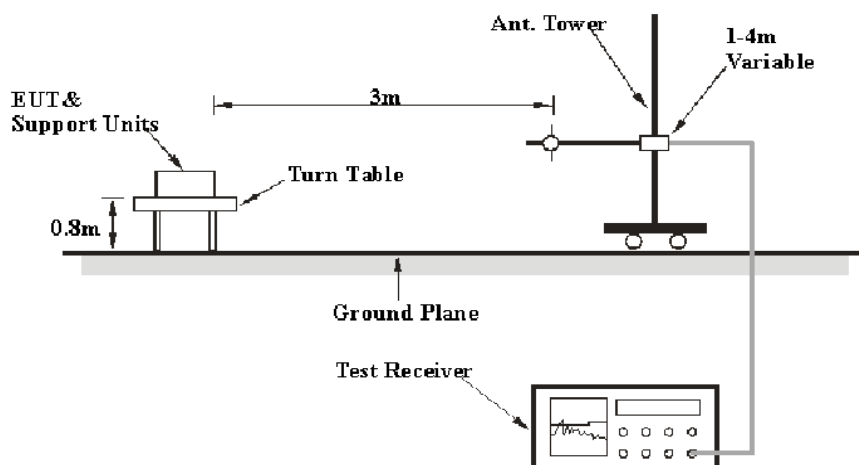 Ant. Tower
1-4m
Variable
3m
EUT&
Support Units
Turn Table
0.8m
Ground Plane
Test Receiver